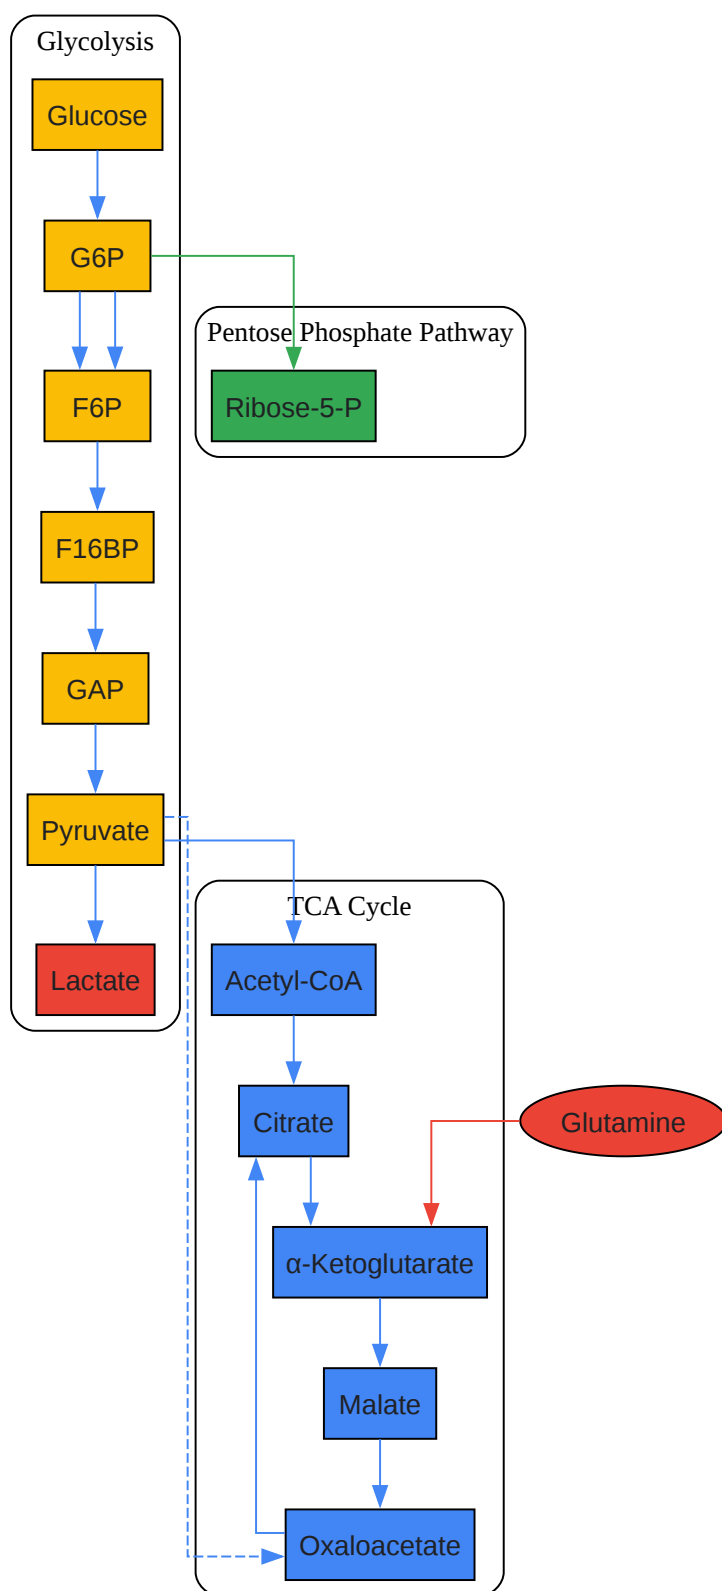 Glycolysis
Glucose
G6P
Pentose Phosphate Pathway
F6P
Ribose-5-P
F16BP
GAP
Pyruvate
TCA Cycle
Lactate
Acetyl-CoA
Citrate
Glutamine
α-Ketoglutarate
Malate
Oxaloacetate